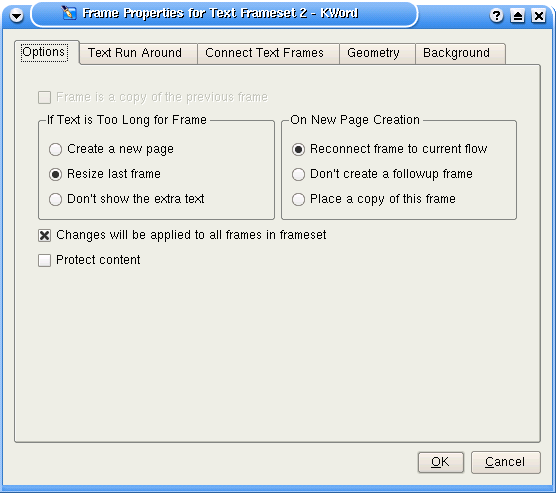 Frame Properties for Text Frameset 2 - KWord
Options Text Run Around Connect Text Frames Geometry Background
Frame is a copy of the previous frame
If Text is Too Long for Frame
Create a new page
Resize last frame
Don't show the extra text
On New Page Creation
Reconnect frame to current flow
Don't create a followup frame
Place a copy of this frame
Changes will be applied to all frames in frameset
Protect content
OK Cancel